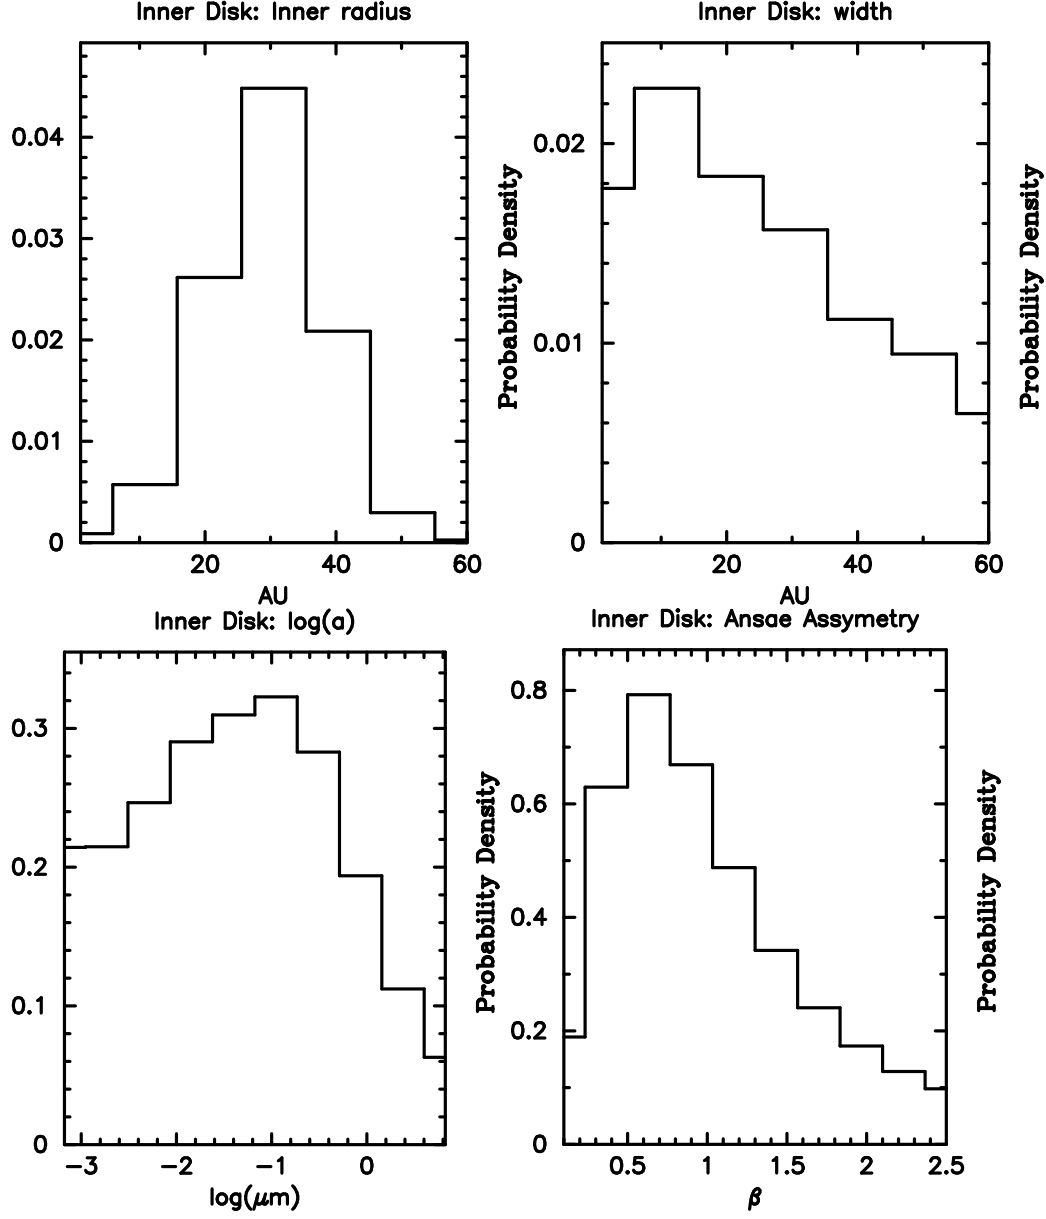 Inner Disk: Inner radius
0.04
0.03
0.02
0.01
0
20 40 60
AU
Probability Density
Inner Disk: width
0.02
0.01
0
20 40 60
AU
Probability Density
Inner Disk: log(a)
0.3
0.2
0.1
0
−3 −2 −1 0
log(μm)
Probability Density
Inner Disk: Ansae Assymetry
0.8
0.6
0.4
0.2
0
0.5 1 1.5 2 2.5
β
Probability Density